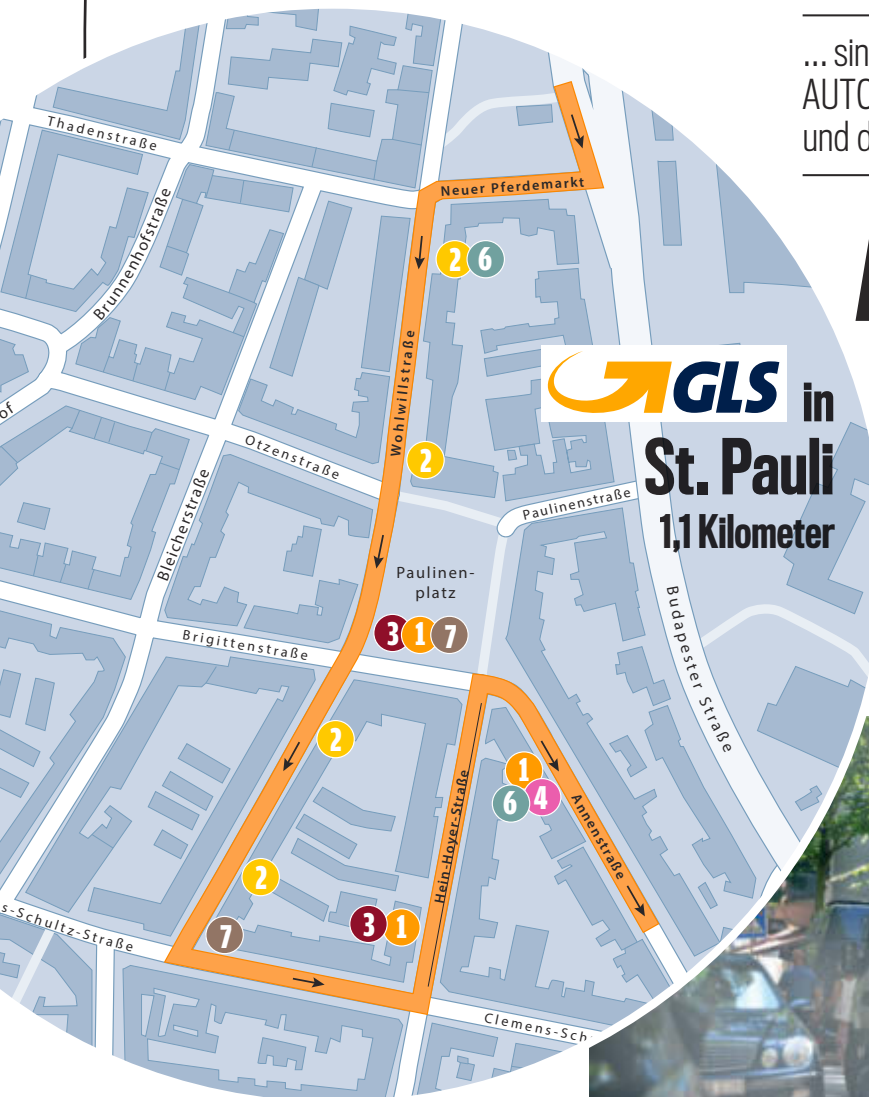 ... sin
AUTO
und d
Thadenstraße
Neuer Pferdemarkt
Brunnenhofstraße
2 6
Wohlwillstraße
GLS in
St. Pauli
1,1 Kilometer
of
Otzenstraße
2
Paulinenstraße
Bleicherstraße
Paulinen-
platz
Budapester Straße
3 1 7
Brigittenstraße
2
1
6 4
Hein-Hoyer-Straße
Annenstraße
2
s-Schultz-Straße
7
3 1
Clemens-Sch